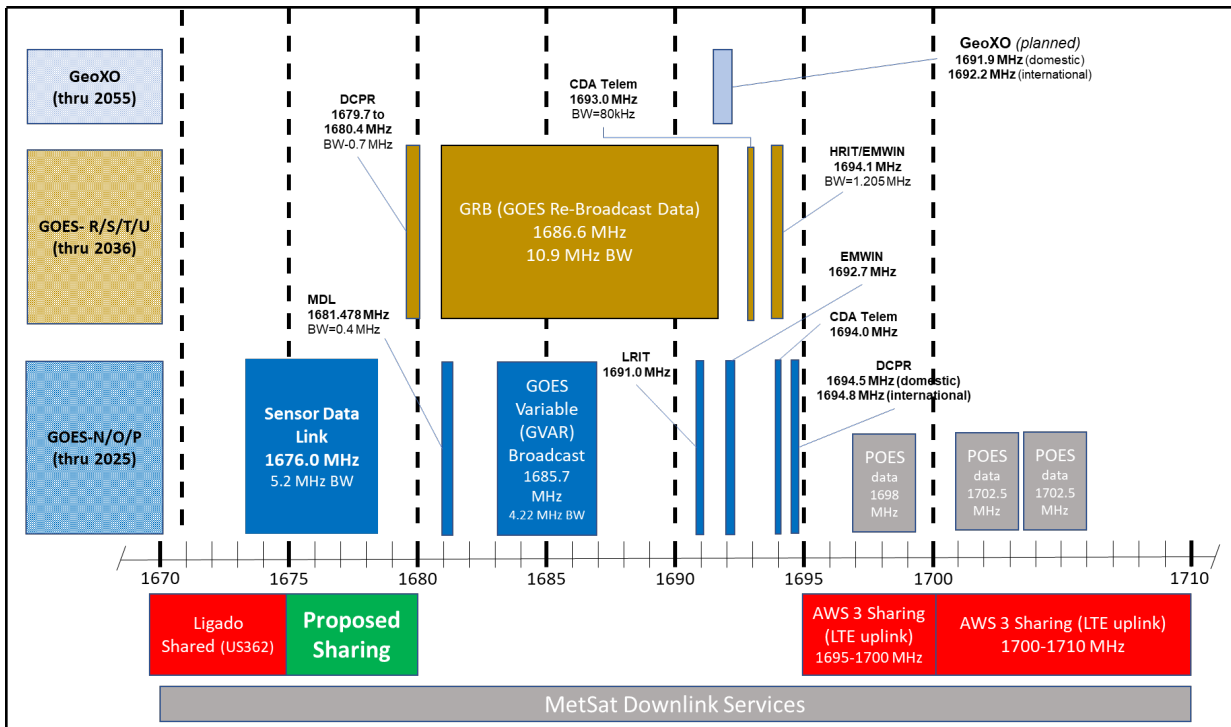 GeoXO
(thru 2055)
GeoXO (planned)
1691.9 MHz (domestic)
1692.2 MHz (international)
CDA Telem
1693.0 MHz
BW=80kHz
DCPR
1679.7 to
1680.4 MHz
BW-0.7 MHz
HRIT/EMWIN
1694.1 MHz
BW=1.205 MHz
GOES- R/S/T/U
(thru 2036)
GRB (GOES Re-Broadcast Data)
1686.6 MHz
10.9 MHz BW
EMWIN
1692.7 MHz
MDL
1681.478 MHz
BW=0.4 MHz
CDA Telem
1694.0 MHz
LRIT
1691.0 MHz
DCPR
1694.5 MHz (domestic)
1694.8 MHz (international)
GOES-N/O/P
(thru 2025)
Sensor Data
Link
1676.0 MHz
5.2 MHz BW
GOES
Variable
(GVAR)
Broadcast
1685.7
MHz
4.22 MHz BW
POES
data
1698
MHz
POES
data
1702.5
MHz
POES
data
1702.5
MHz
1670 1675 1680 1685 1690 1695 1700 1710
Ligado
Shared (US362)
Proposed
Sharing
AWS 3 Sharing
(LTE uplink)
1695-1700 MHz
AWS 3 Sharing (LTE uplink)
1700-1710 MHz
MetSat Downlink Services